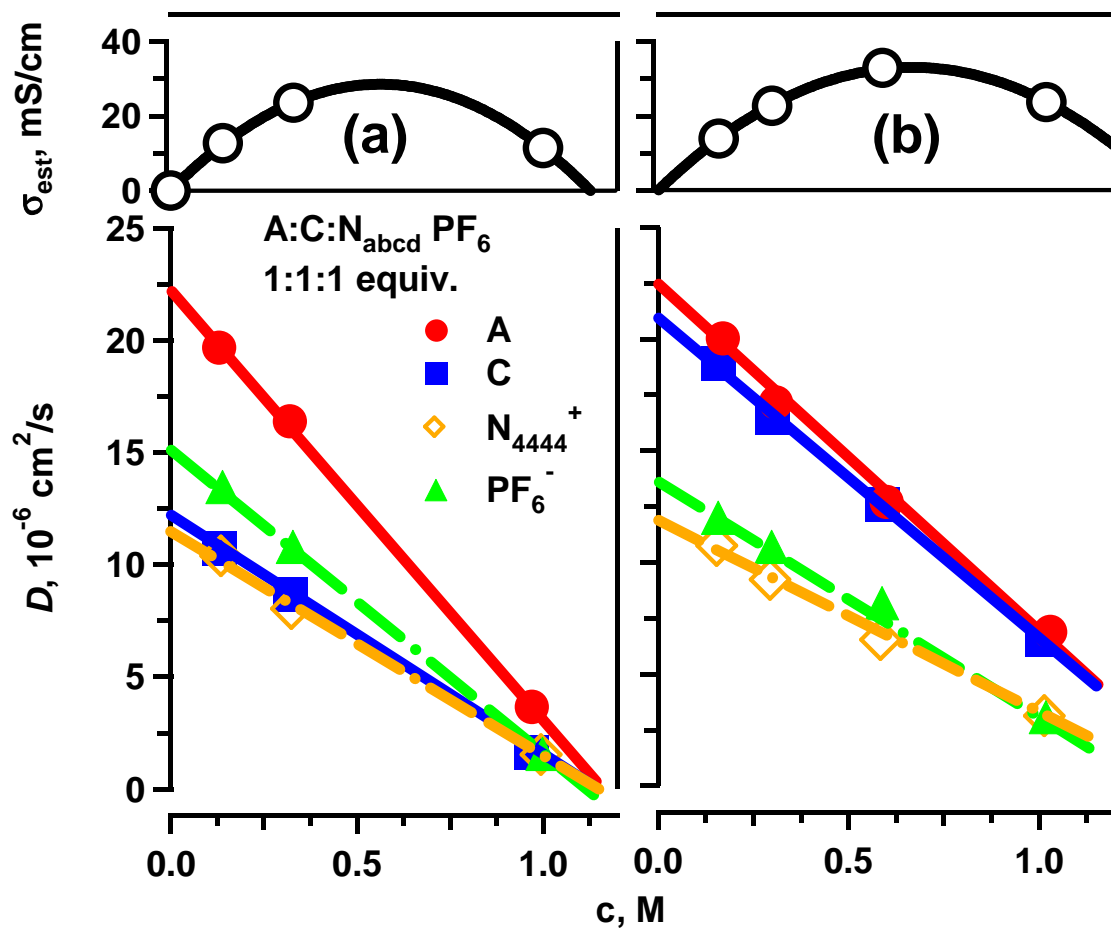 40
20
0
σest, mS/cm
(a)
(b)
A:C:Nabcd PF6
1:1:1 equiv.
A
C
N4444+
PF6-
25
20
15
10
5
0
D, 10-6 cm2/s
0.0 0.5 1.0
0.0 0.5 1.0
c, M